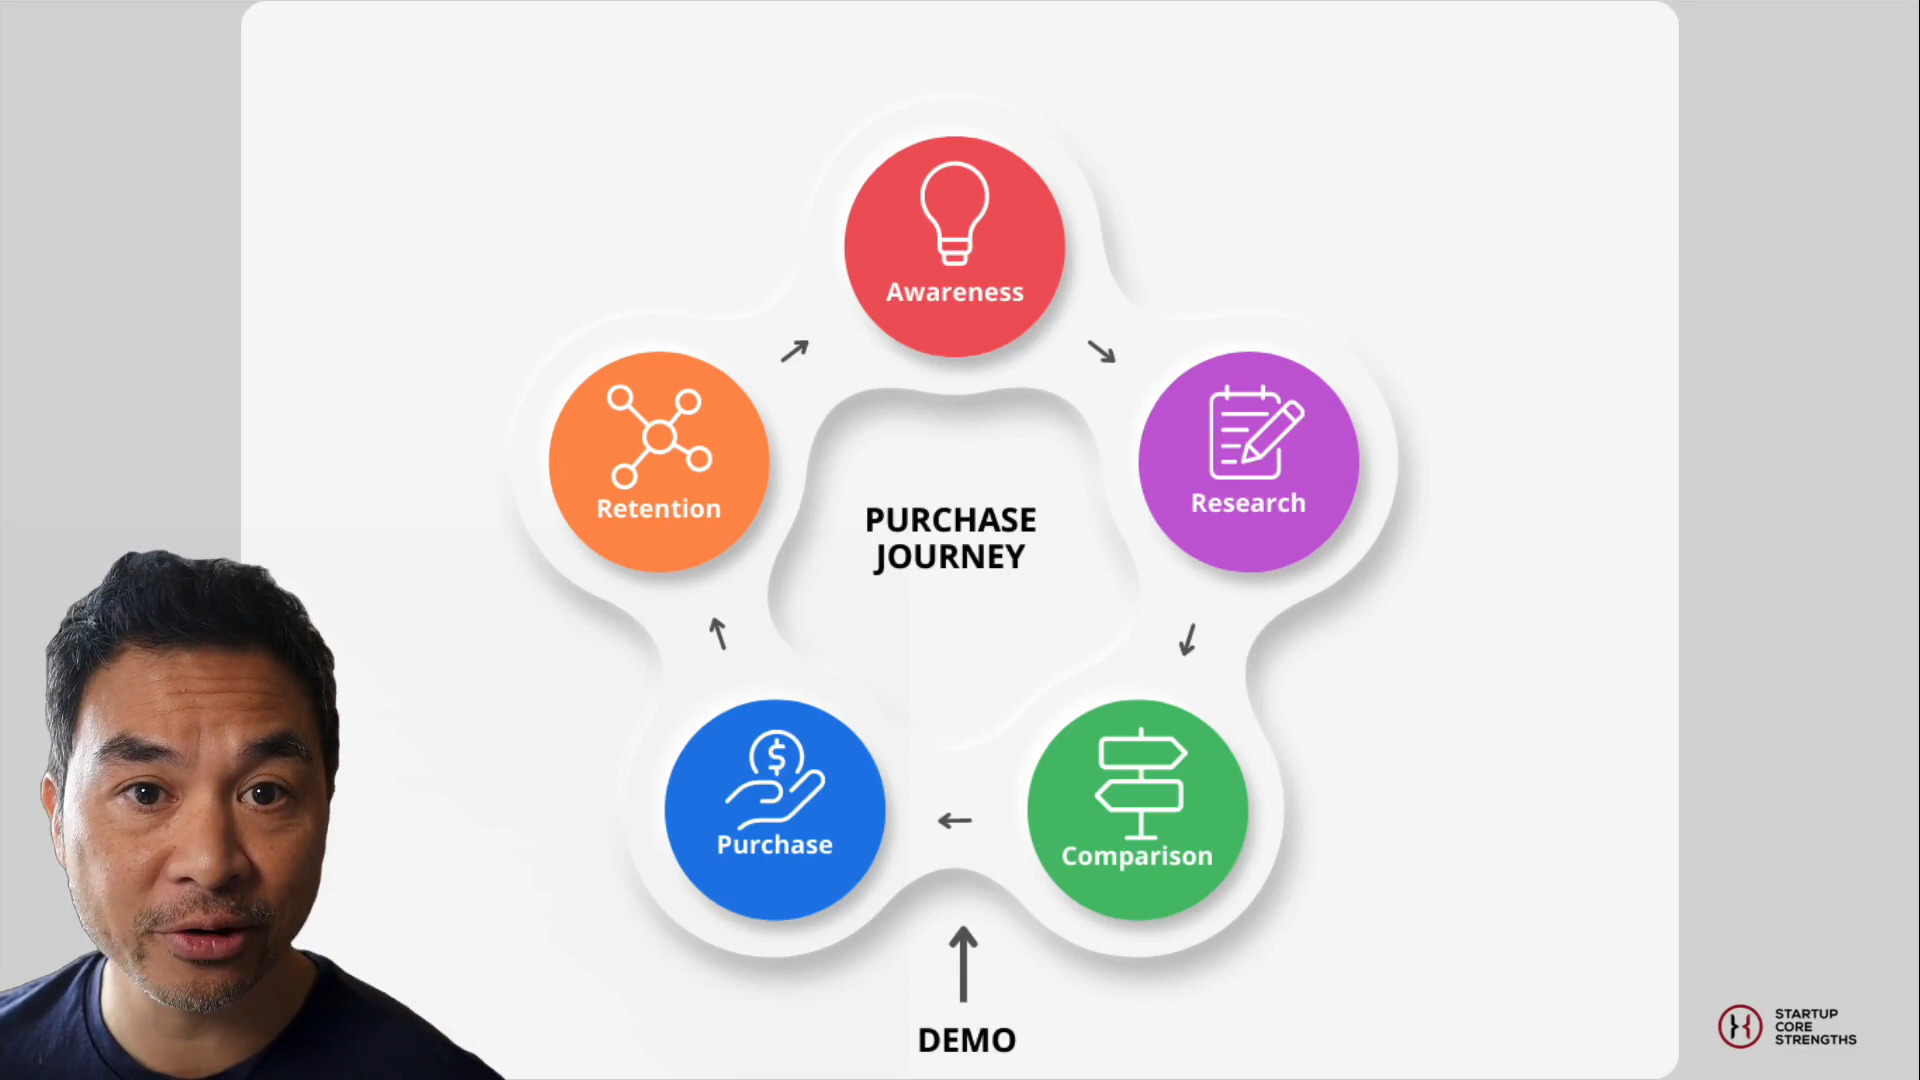 Awareness
Retention
Research
PURCHASE
JOURNEY
Purchase
Comparison
DEMO
STARTUP
CORE
STRENGTHS
$